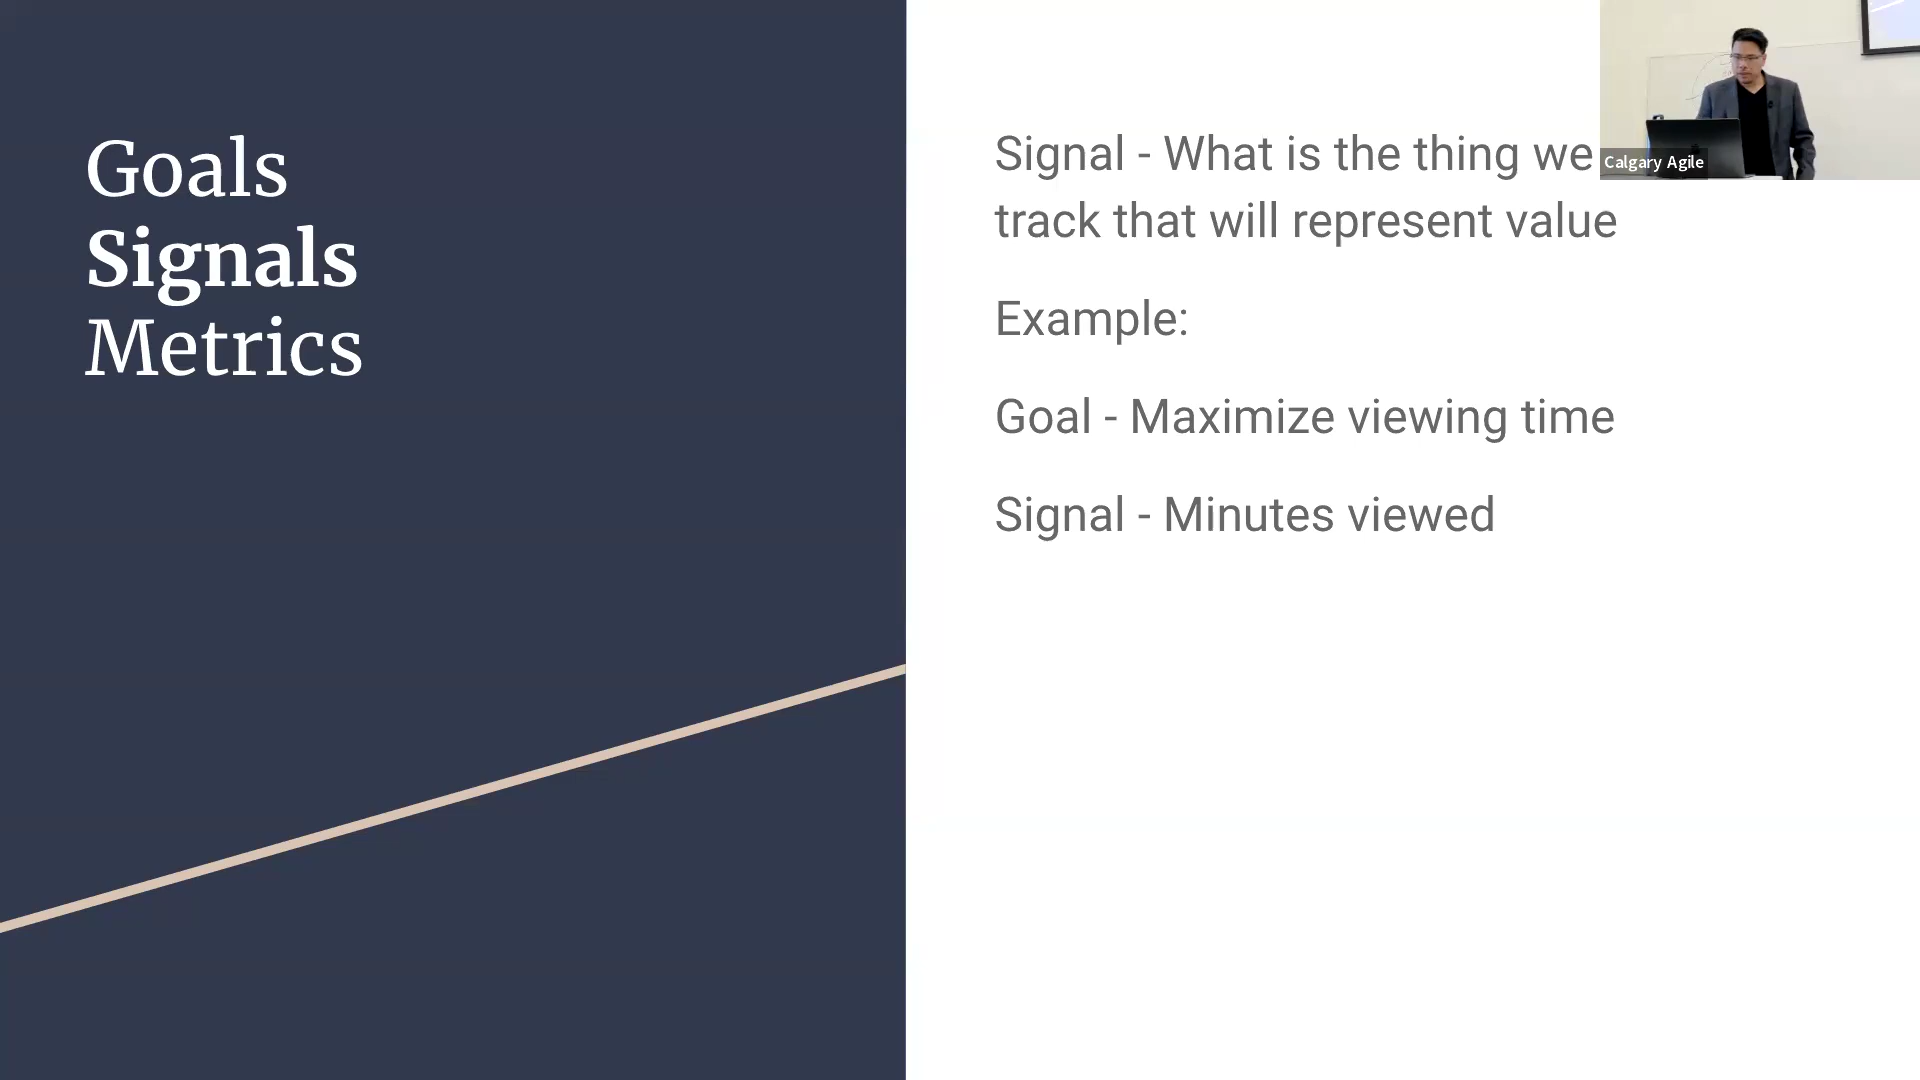 Goals
Signals
Metrics
Signal - What is the thing we
track that will represent value
Example:
Goal - Maximize viewing time
Signal - Minutes viewed
Calgary Agile